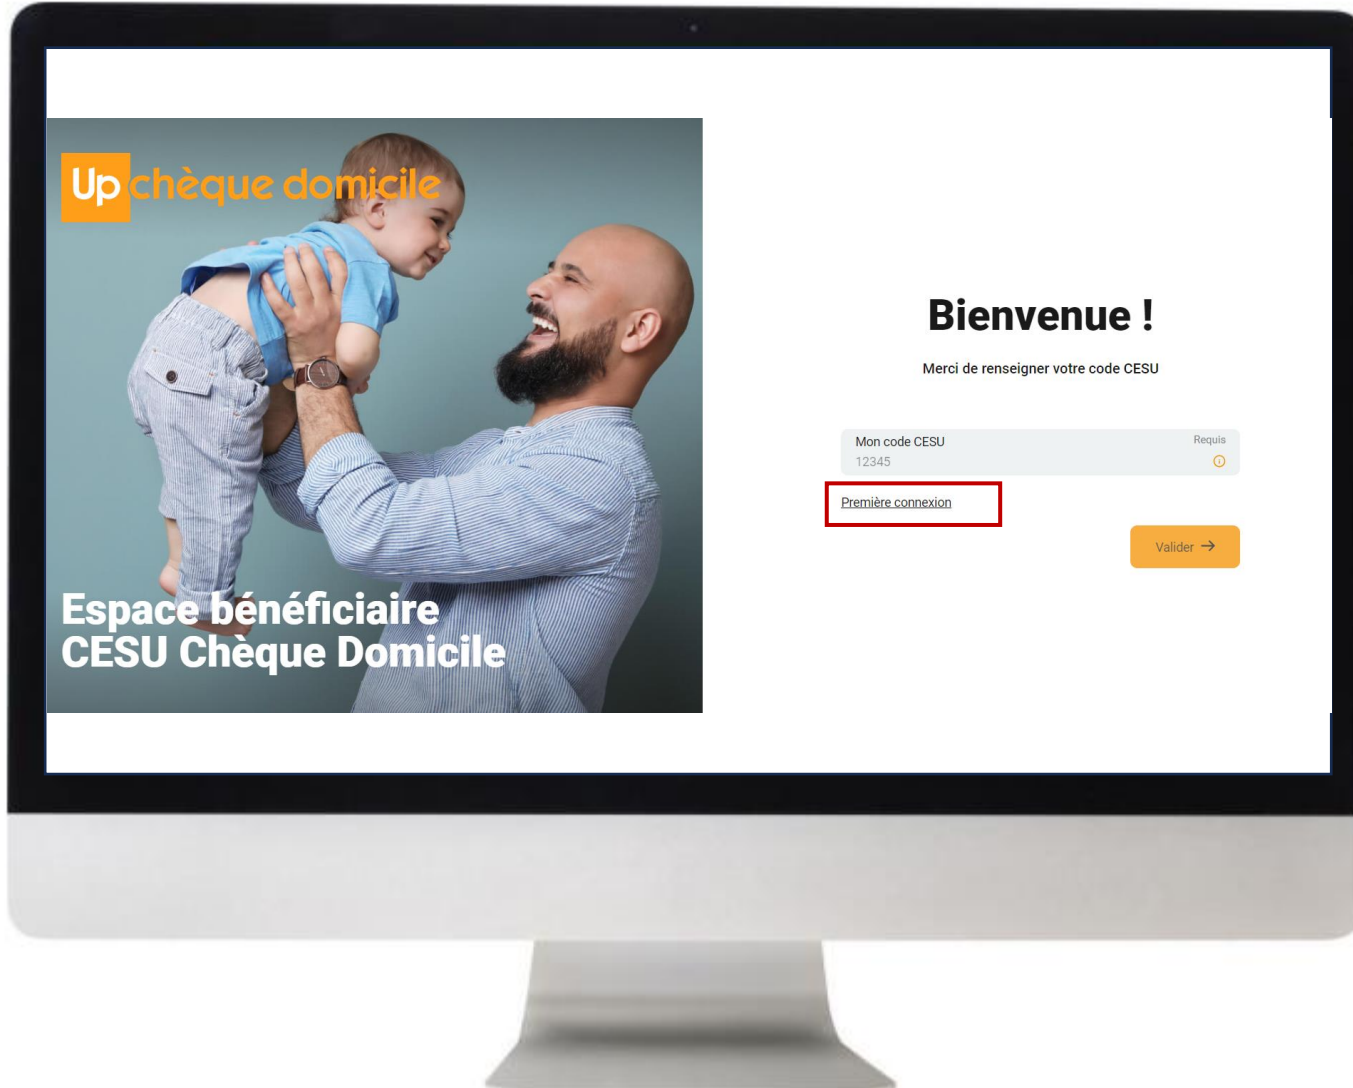 Up chèque domicile
Espace bénéficiaire
CESU Chèque Domicile
Bienvenue !
Merci de renseigner votre code CESU
Mon code CESU
Requis
12345
Première connexion
Valider →